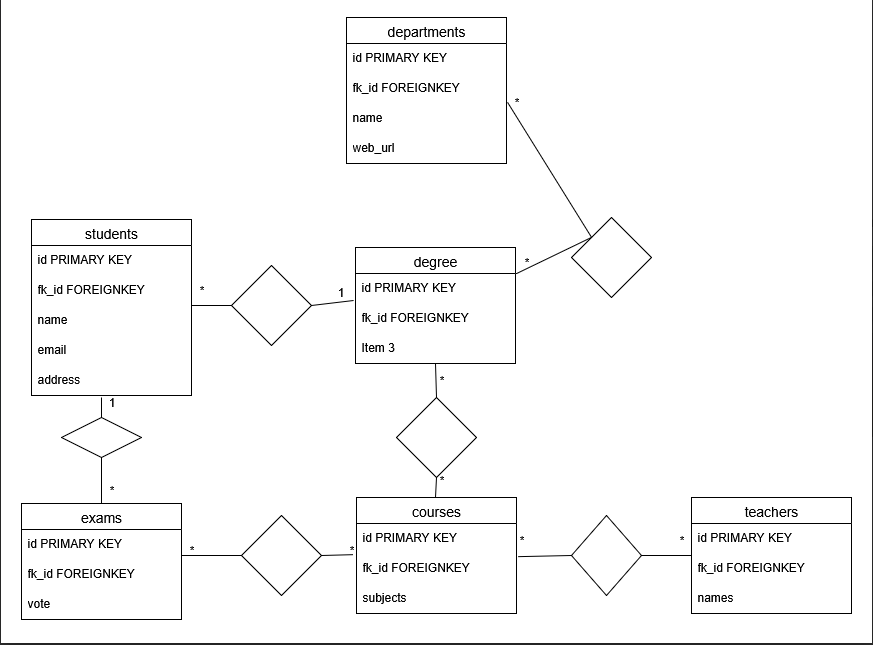 departments
id PRIMARY KEY
fk_id FOREIGNKEY
name
web_url
*
students
id PRIMARY KEY
fk_id FOREIGNKEY
name
email
address
*
1
degree
id PRIMARY KEY
fk_id FOREIGNKEY
Item 3
*
1
*
*
*
exams
id PRIMARY KEY
fk_id FOREIGNKEY
vote
*
*
courses
id PRIMARY KEY
fk_id FOREIGNKEY
subjects
*
*
teachers
id PRIMARY KEY
fk_id FOREIGNKEY
names